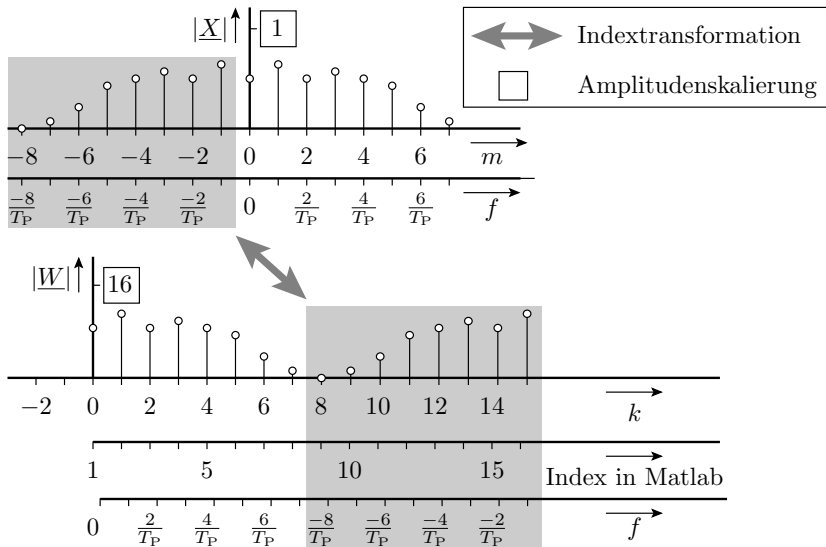 |X| 1
Indextransformation
Amplitudenskalierung
−8 −6 −4 −2 0 2 4 6 m
−8/T_P −6/T_P −4/T_P −2/T_P 0 2/T_P 4/T_P 6/T_P f
|W| 16
−2 0 2 4 6 8 10 12 14 k
1 5 10 15 Index in Matlab
0 2/T_P 4/T_P 6/T_P −8/T_P −6/T_P −4/T_P −2/T_P f